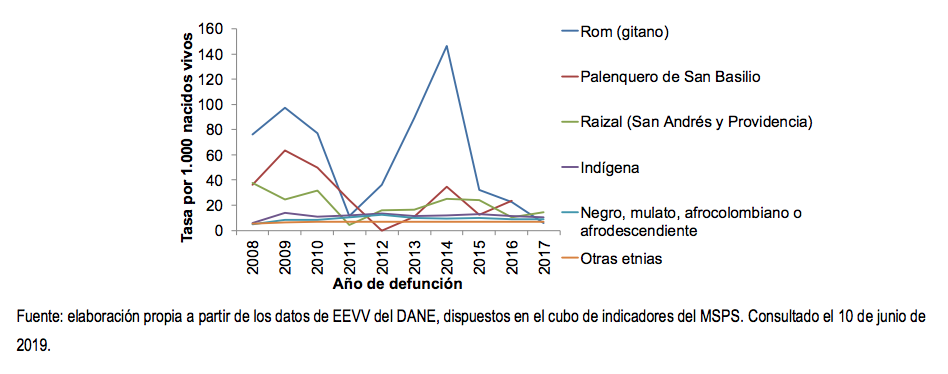 Tasa por 1.000 nacidos vivos
160
140
120
100
80
60
40
20
0
2008
2009
2010
2011
2012
2013
2014
2015
2016
2017
Año de defunción
Rom (gitano)
Palenquero de San Basilio
Raizal (San Andrés y Providencia)
Indígena
Negro, mulato, afrocolombiano o
afrodescendiente
Otras etnias
Fuente: elaboración propia a partir de los datos de EEVV del DANE, dispuestos en el cubo de indicadores del MSPS. Consultado el 10 de junio de
2019.